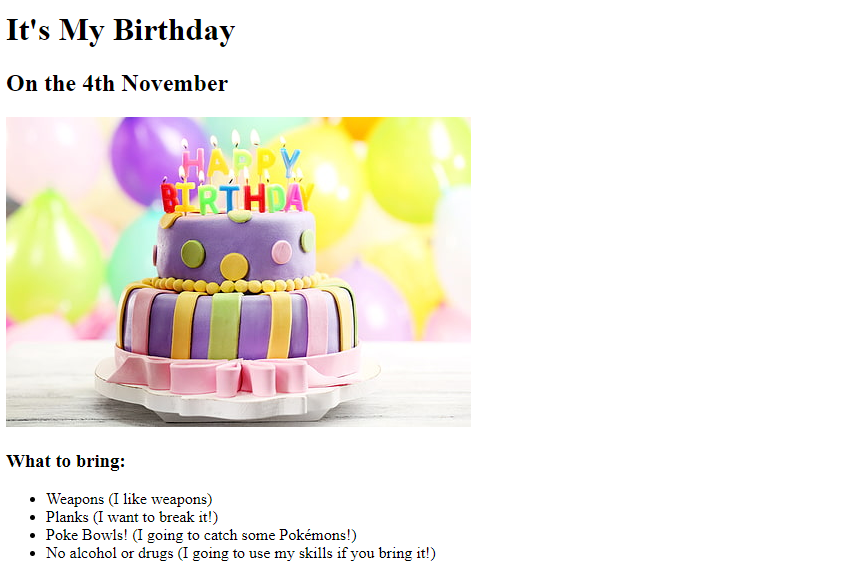 It's My Birthday
On the 4th November
HAPPY
BIRTHDAY
What to bring:
Weapons (I like weapons)
Planks (I want to break it!)
Poke Bowls! (I going to catch some Pokémons!)
No alcohol or drugs (I going to use my skills if you bring it!)